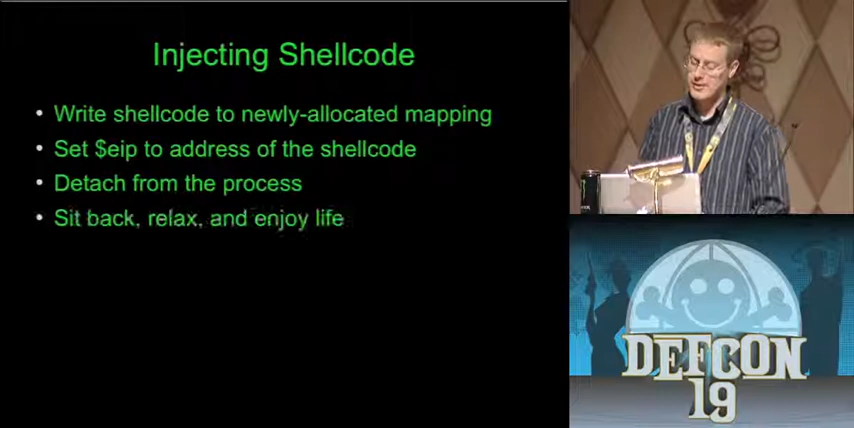 Injecting Shellcode
• Write shellcode to newly-allocated mapping
• Set $eip to address of the shellcode
• Detach from the process
• Sit back, relax, and enjoy life
DEFCON
19